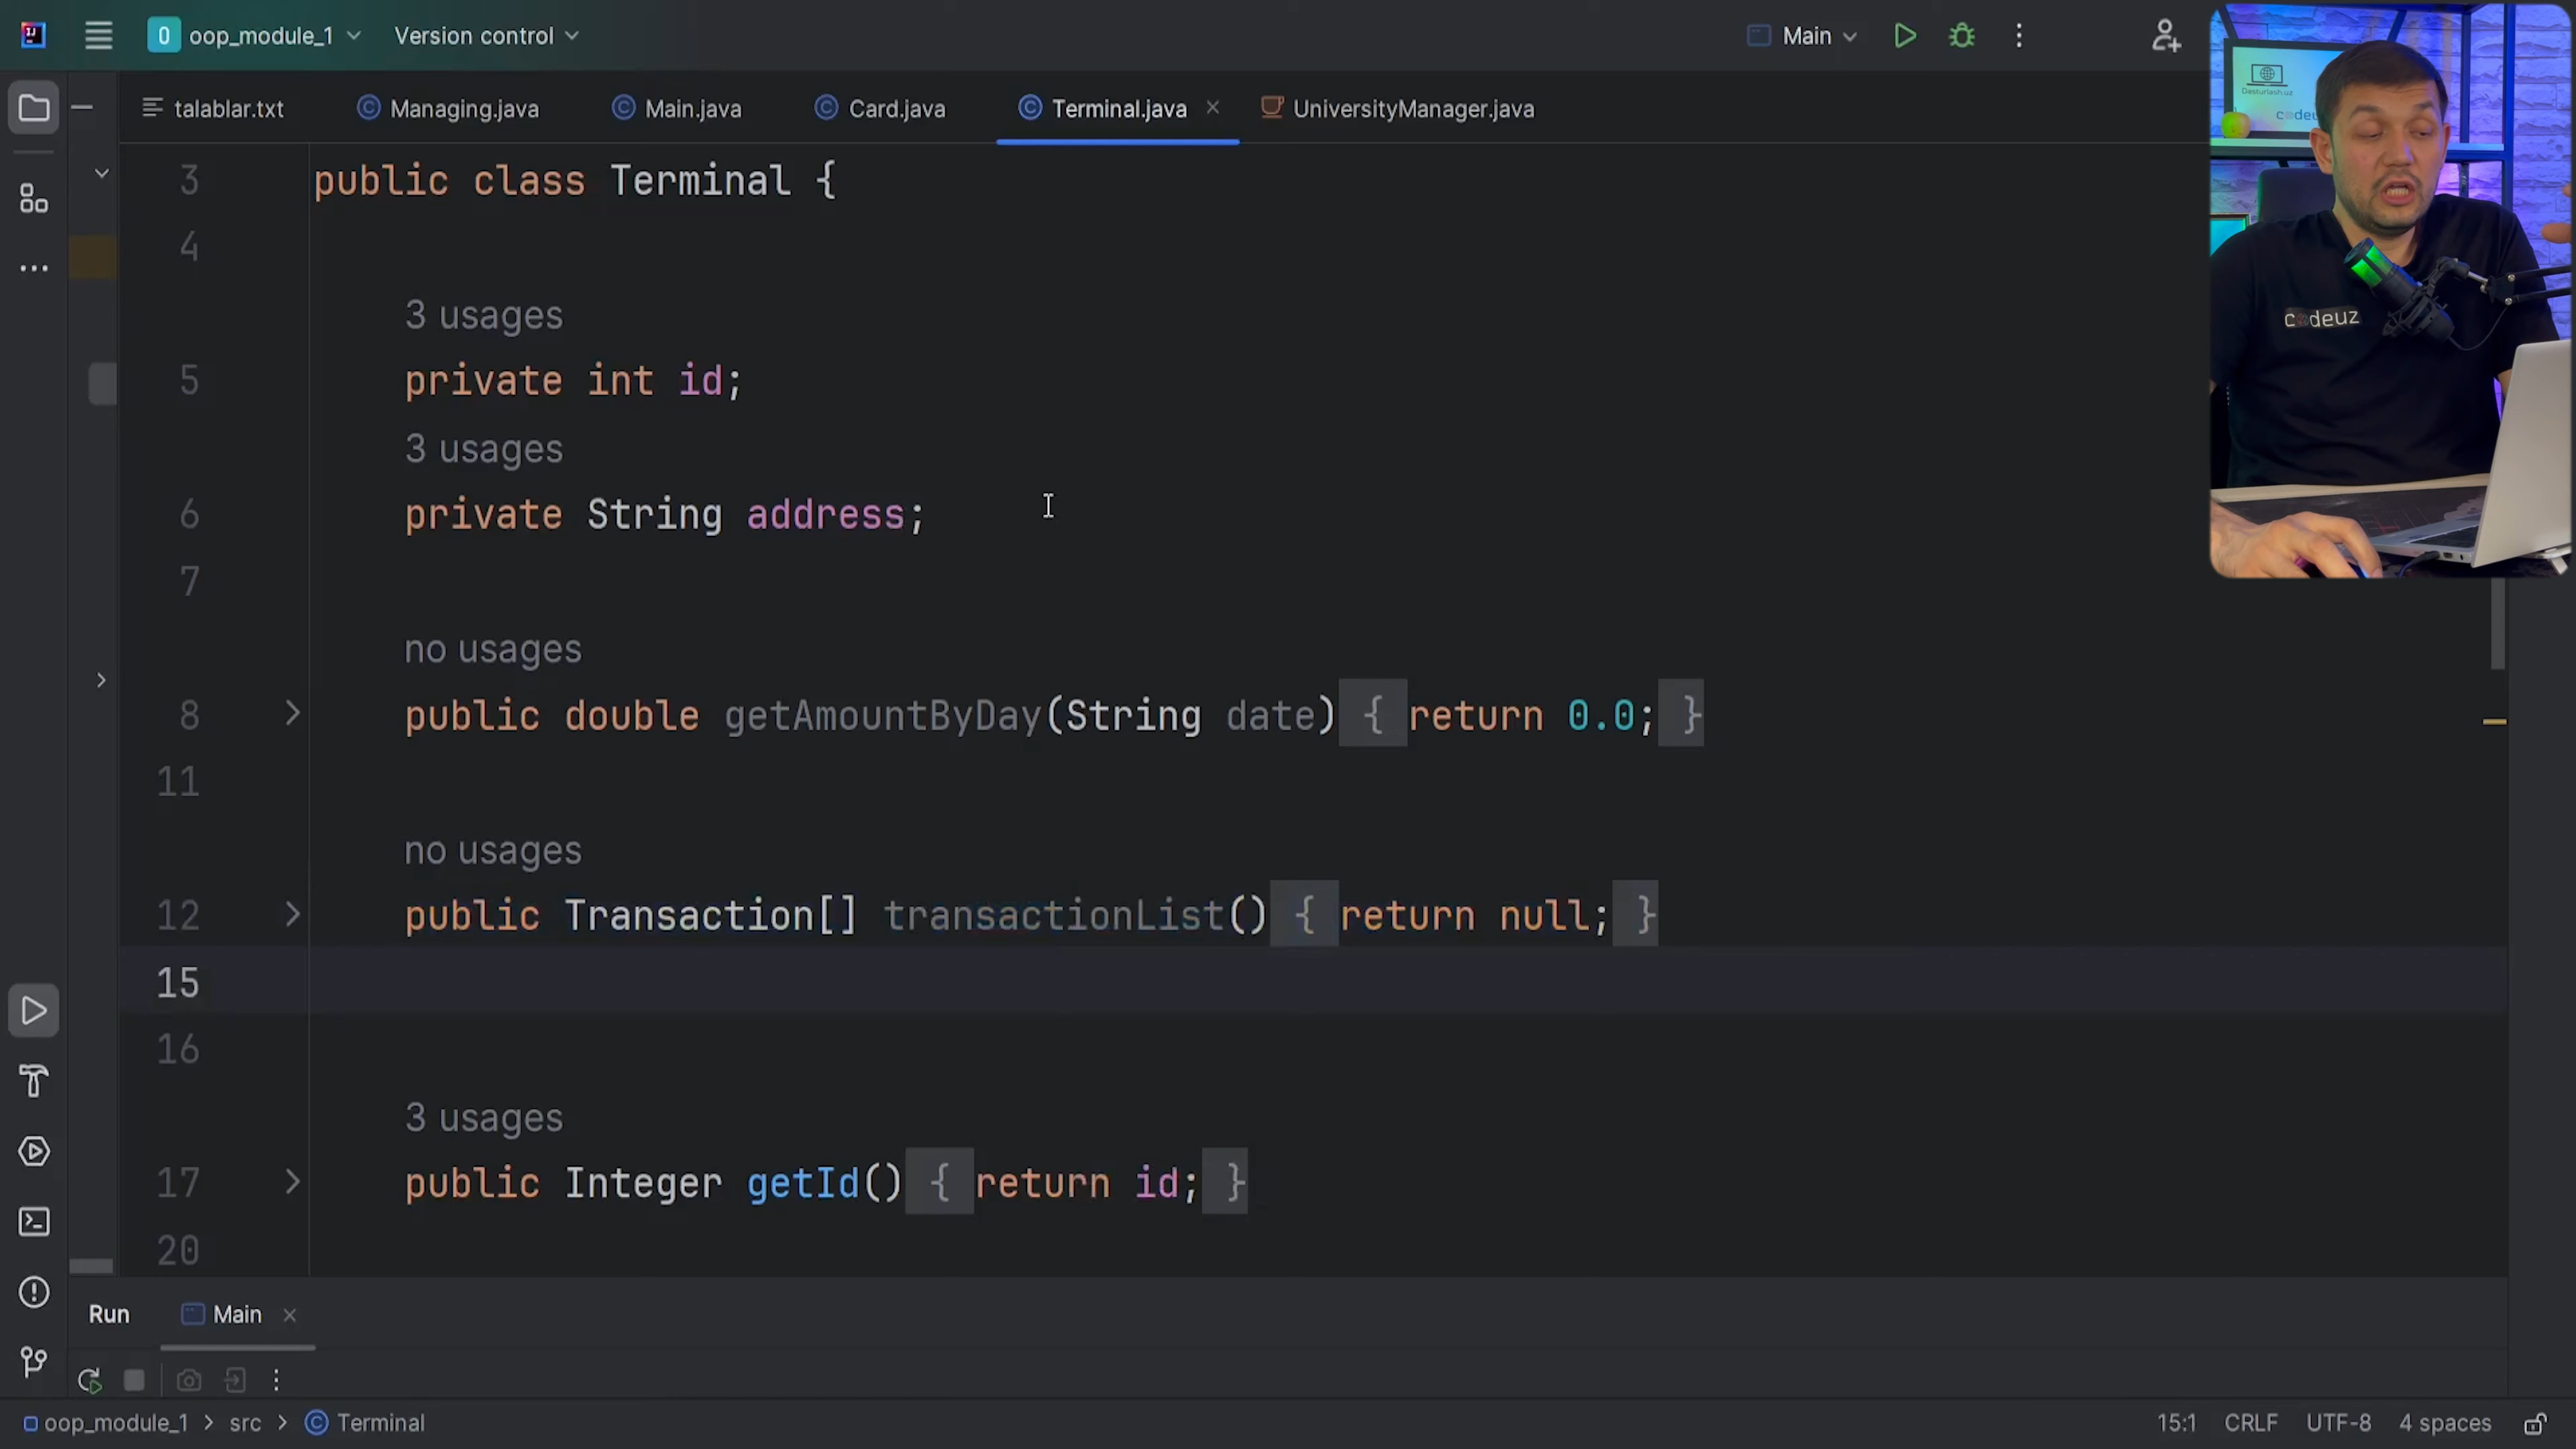 oop_module_1
Version control
Main
talablar.txt
Managing.java
Main.java
Card.java
Terminal.java
UniversityManager.java
Dasturlash.uz
codeuz
3 public class Terminal {
4
3 usages
5 private int id;
3 usages
6 private String address;
7
no usages
8 public double getAmountByDay(String date) { return 0.0; }
11
no usages
12 public Transaction[] transactionList() { return null; }
15
16
3 usages
17 public Integer getId() { return id; }
20
Run
Main
oop_module_1 > src > Terminal
15:1 CRLF UTF-8 4 spaces